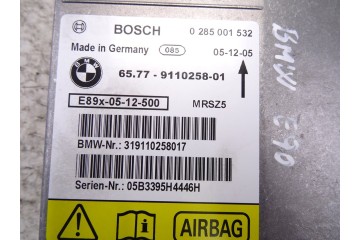 BOSCH 0 285 001 532
Made in Germany 085 05-12-05
BMW
65.77 - 9110258-01
E89x-05-12-500 MRSZ5
BMW-Nr.: 319110258017
Serien-Nr.: 05B3395H4446H
AIRBAG
BMW E90